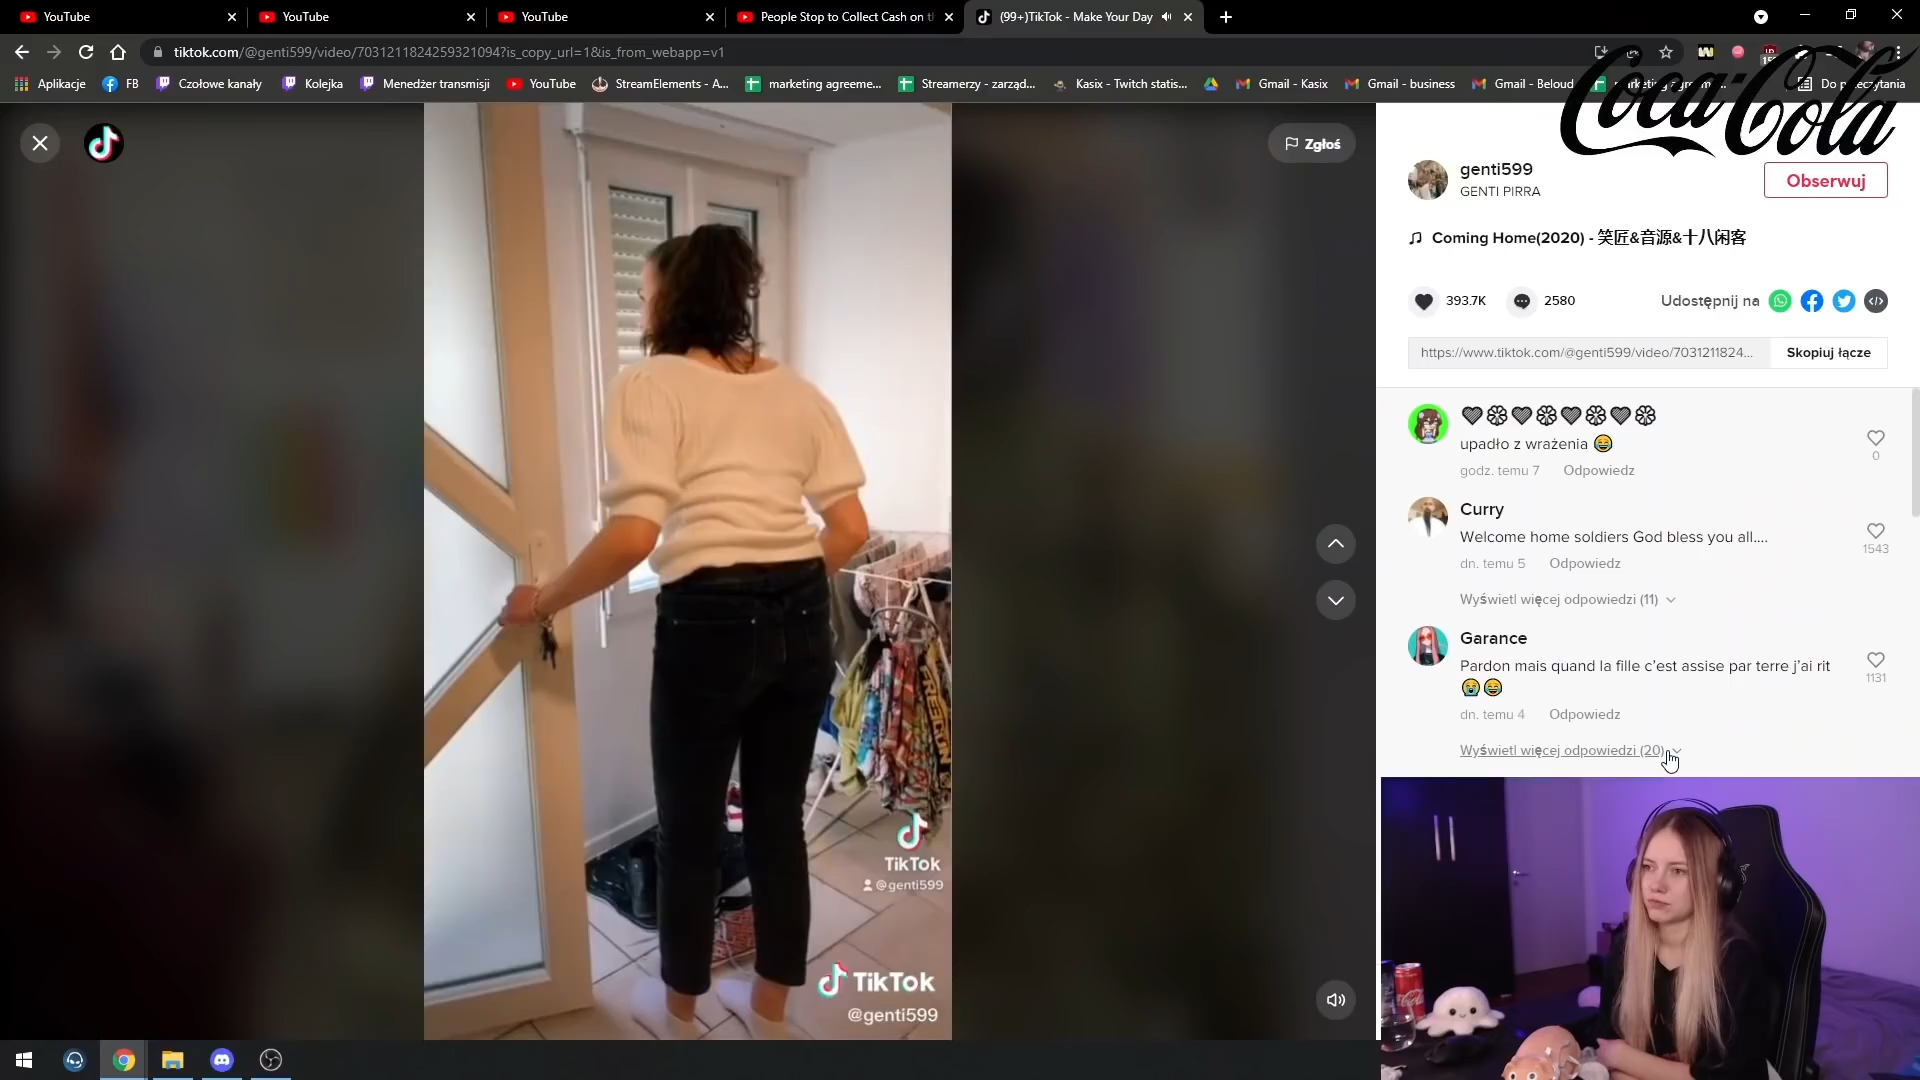 YouTube
YouTube
YouTube
People Stop to Collect Cash on t
(99+)TikTok - Make Your Day
tiktok.com/@genti599/video/7031211824259321094?is_copy_url=1&is_from_webapp=v1
Aplikacje
FB
Człowe kanały
Kolejka
Menedżer transmisji
YouTube
StreamElements - A...
marketing agreeme...
Streamerzy - zarząd...
Kasix - Twitch statis...
Gmail - Kasix
Gmail - business
Gmail - Beloud
Do przeczytania
Coca-Cola
Zgłoś
genti599
GENTI PIRRA
Obserwuj
Coming Home(2020) - 笑匠&音源&十八闲客
393.7K
2580
Udostępnij na
https://www.tiktok.com/@genti599/video/7031211824...
Skopiuj łącze
upadło z wrażenia 😂
0
godz. temu 7
Odpowiedz
Curry
Welcome home soldiers God bless you all....
1543
dn. temu 5
Odpowiedz
Wyświetl więcej odpowiedzi (11)
Garance
Pardon mais quand la fille c'est assise par terre j'ai rit
😭😂
1131
dn. temu 4
Odpowiedz
Wyświetl więcej odpowiedzi (20)
TikTok
@genti599
TikTok
@genti599